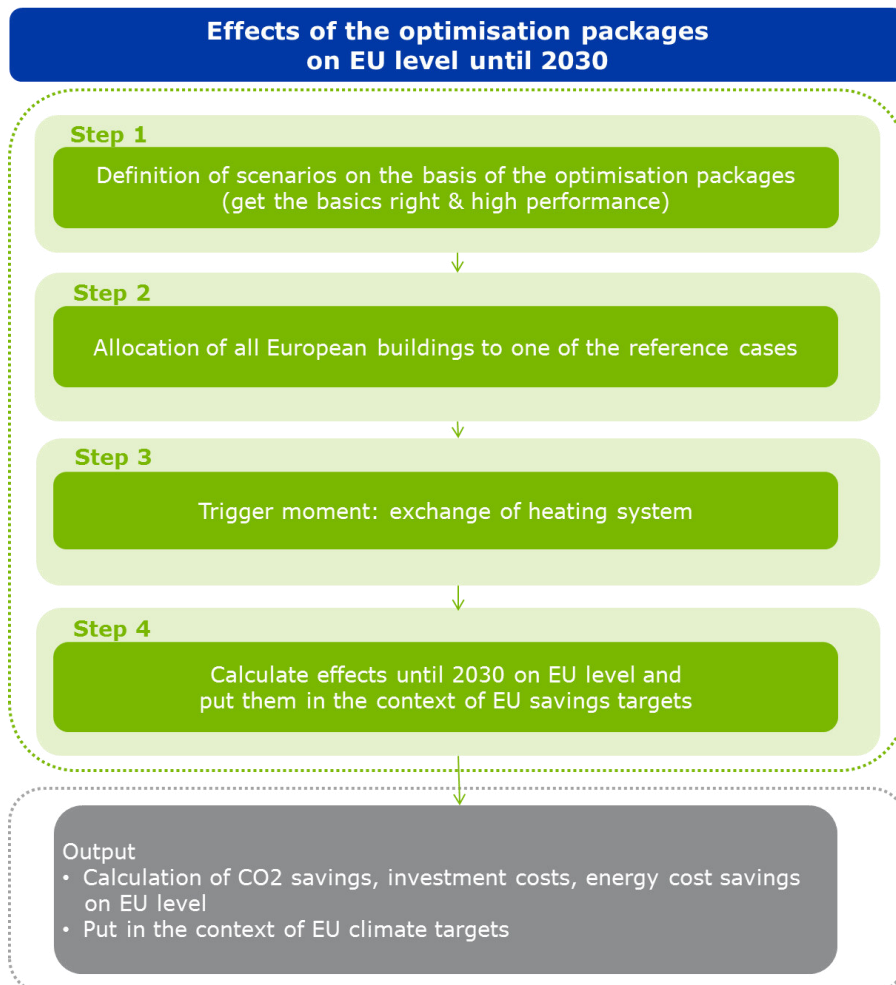 Effects of the optimisation packages
on EU level until 2030
Step 1
Definition of scenarios on the basis of the optimisation packages
(get the basics right & high performance)
Step 2
Allocation of all European buildings to one of the reference cases
Step 3
Trigger moment: exchange of heating system
Step 4
Calculate effects until 2030 on EU level and
put them in the context of EU savings targets
Output
• Calculation of CO2 savings, investment costs, energy cost savings
on EU level
• Put in the context of EU climate targets